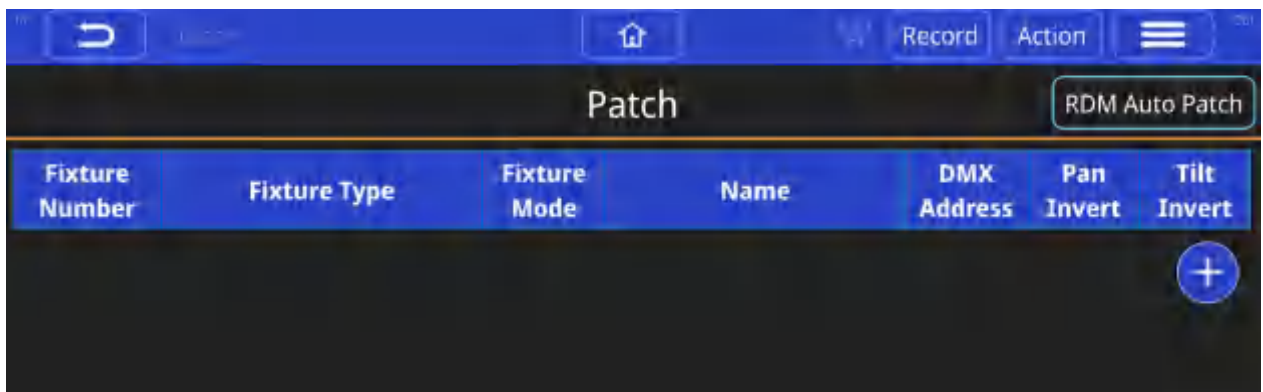 Record Action
Patch
RDM Auto Patch
Fixture Number
Fixture Type
Fixture Mode
Name
DMX Address
Pan Invert
Tilt Invert